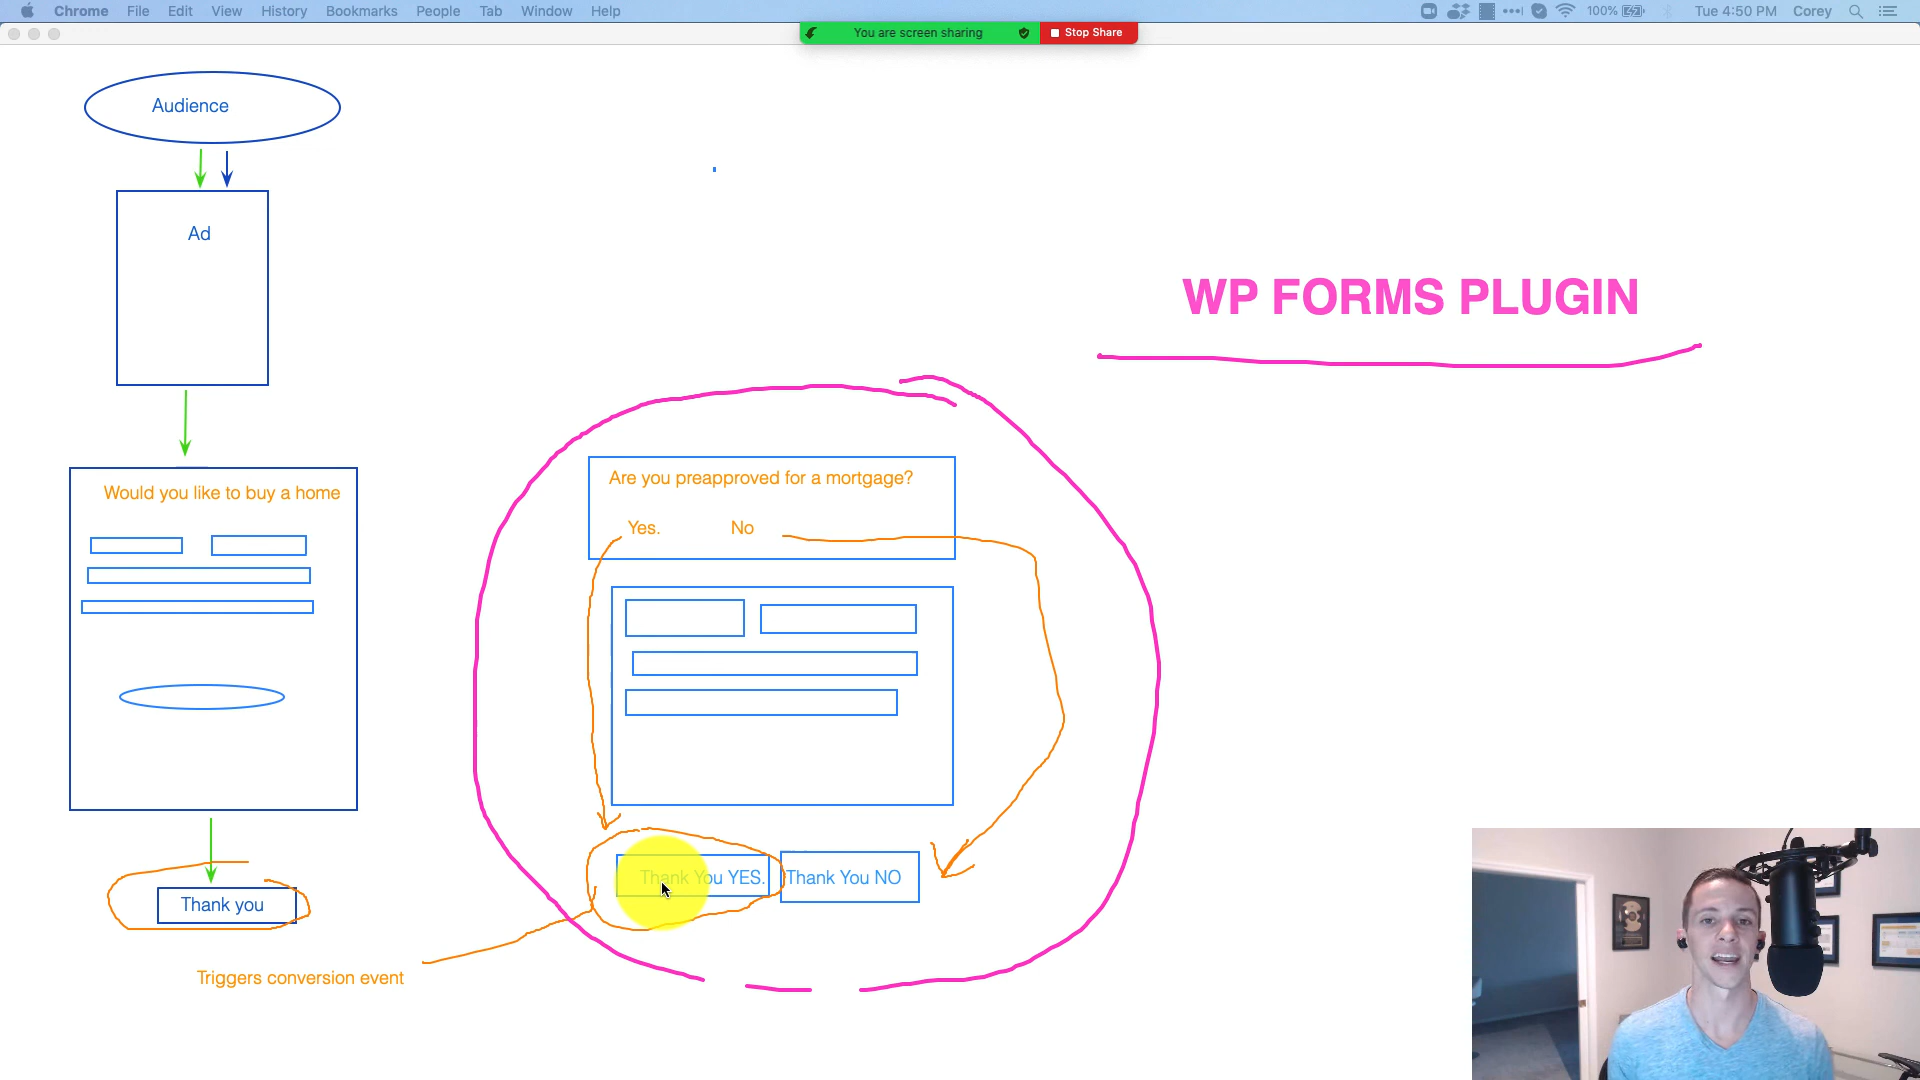 Chrome File Edit View History Bookmarks People Tab Window Help
100% Tue 4:50 PM Corey
You are screen sharing Stop Share
Audience
Ad
WP FORMS PLUGIN
Would you like to buy a home
Are you preapproved for a mortgage?
Yes. No
Thank You YES. Thank You NO
Thank you
Triggers conversion event